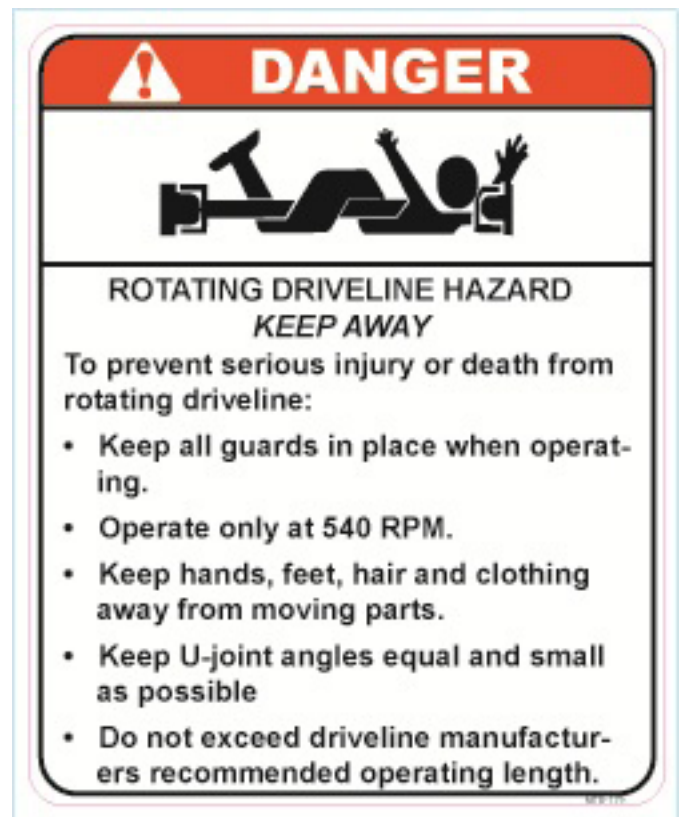 DANGER
ROTATING DRIVELINE HAZARD
KEEP AWAY
To prevent serious injury or death from
rotating driveline:
• Keep all guards in place when operat-
ing.
• Operate only at 540 RPM.
• Keep hands, feet, hair and clothing
away from moving parts.
• Keep U-joint angles equal and small
as possible
• Do not exceed driveline manufactur-
ers recommended operating length.